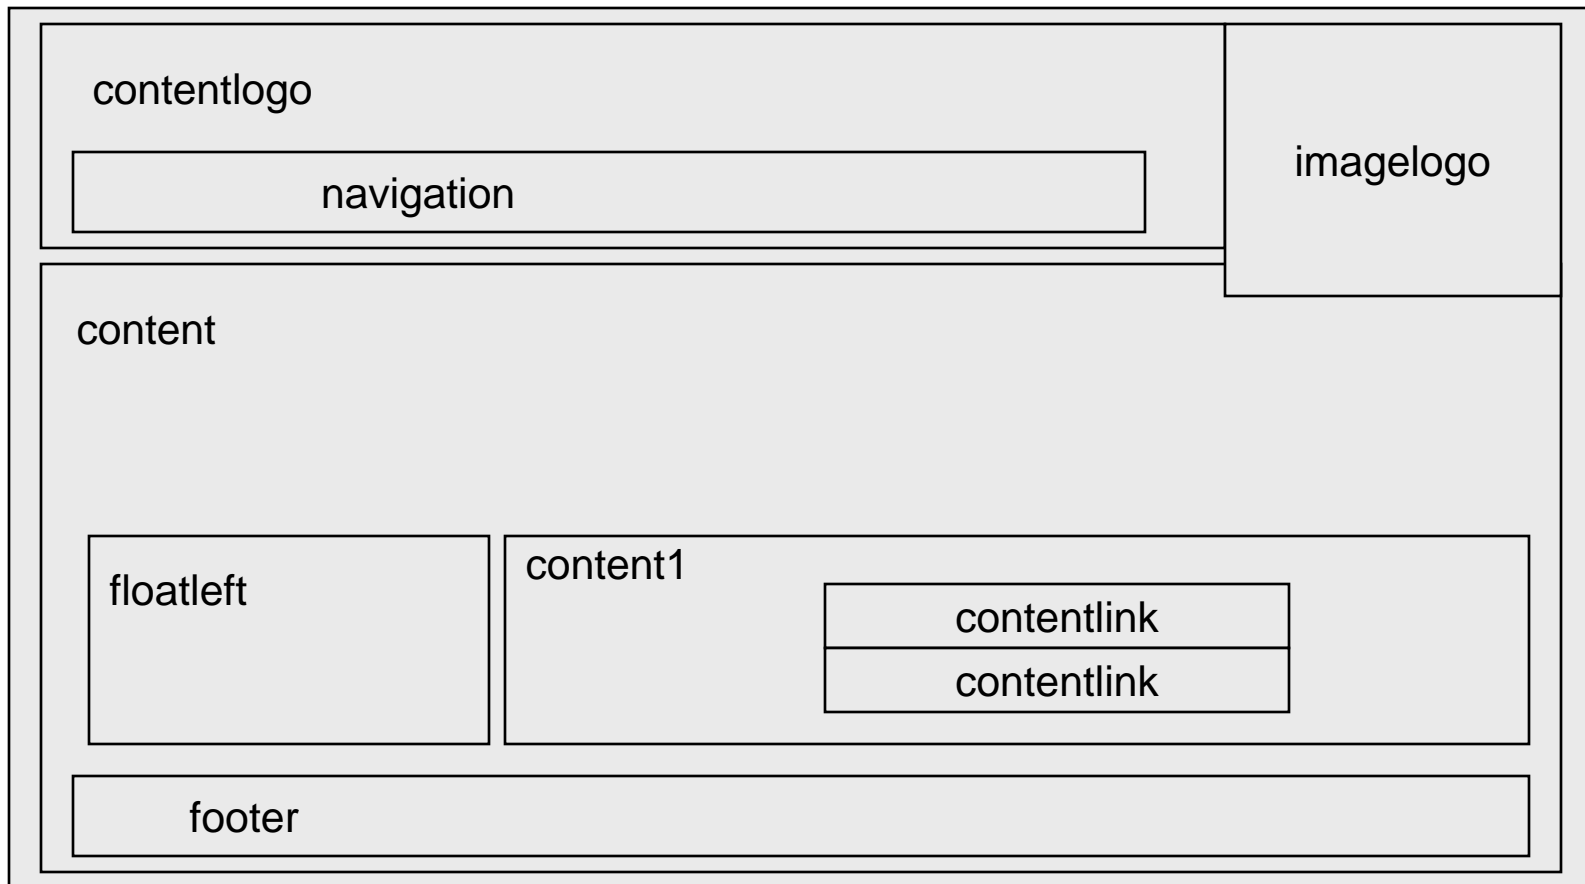 contentlogo
imagelogo
navigation
content
floatleft
content1
contentlink
contentlink
footer